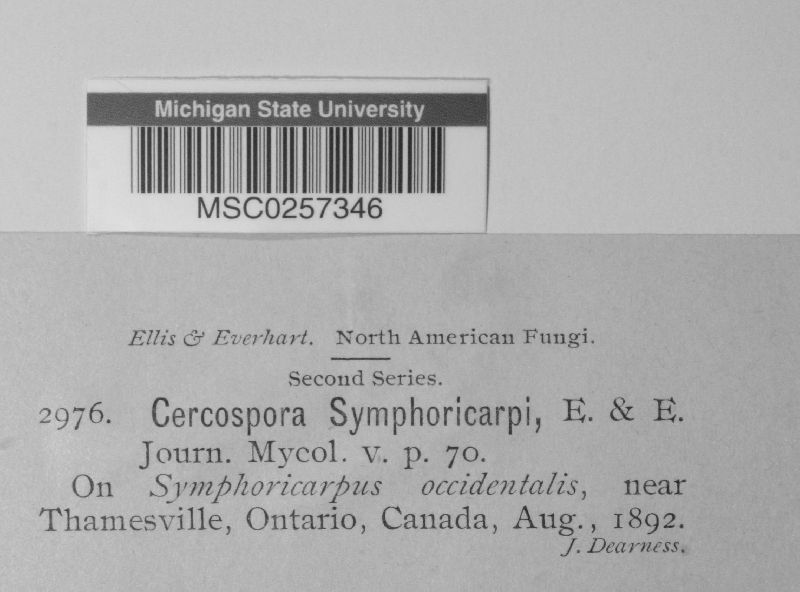 Michigan State University
MSC0257346
Ellis & Everhart. North American Fungi.
Second Series.
2976. Cercospora Symphoricarpi, E. & E.
Journ. Mycol. v. p. 70.
On Symphoricarpus occidentalis, near
Thamesville, Ontario, Canada, Aug., 1892.
J. Dearness.